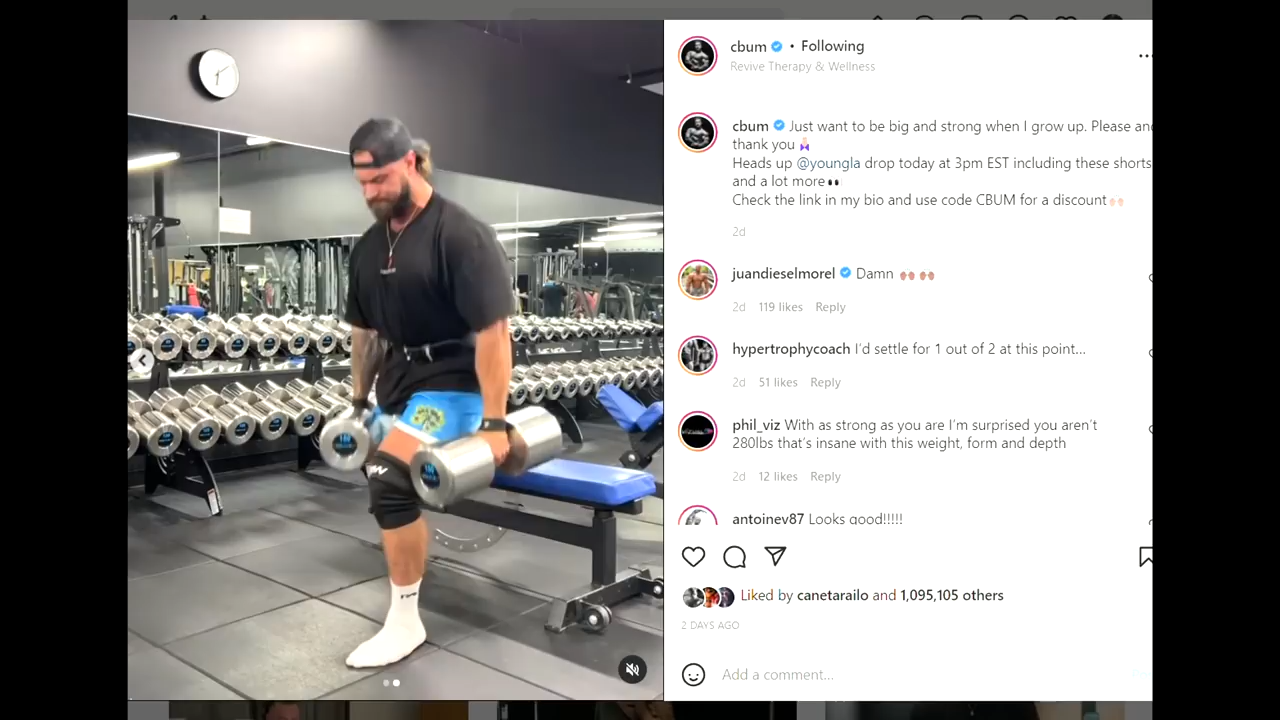 cbum • Following
Revive Therapy & Wellness
cbum Just want to be big and strong when I grow up. Please and
thank you
Heads up @youngla drop today at 3pm EST including these shorts
and a lot more
Check the link in my bio and use code CBUM for a discount
2d
juandieselmorel Damn
2d 119 likes Reply
hypertrophycoach I'd settle for 1 out of 2 at this point...
2d 51 likes Reply
phil_viz With as strong as you are I'm surprised you aren't
280lbs that's insane with this weight, form and depth
2d 12 likes Reply
antoinev87 Looks good!!!!!
Liked by canetarailo and 1,095,105 others
2 DAYS AGO
Add a comment...